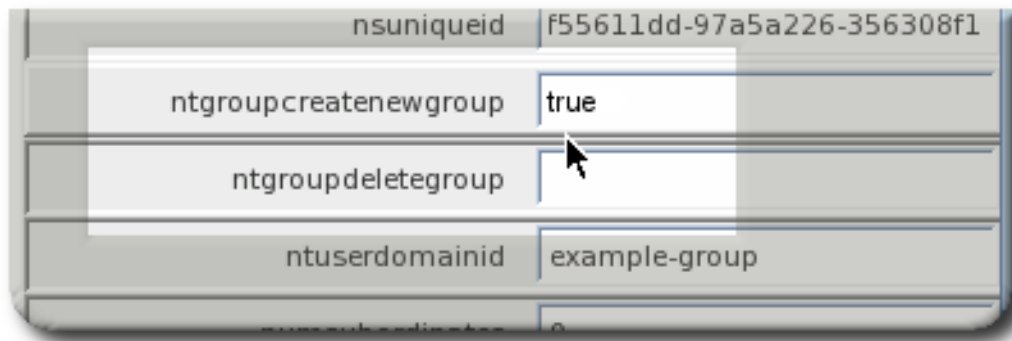 nsuniqueid f55611dd-97a5a226-356308f1
ntgroupcreatenewgroup true
ntgroupdeletegroup
ntuserdomainid example-group